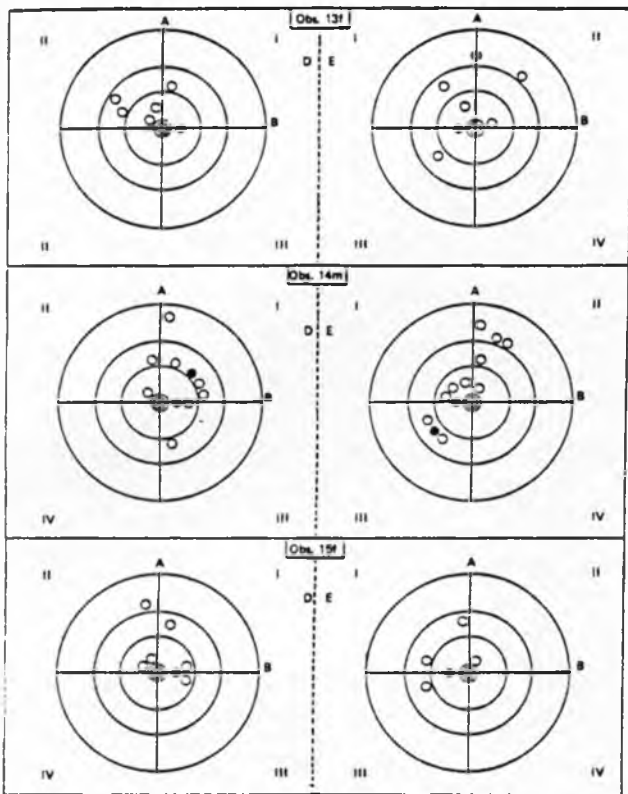 A Obs. 13f A
II I I II
D E
B B
II III III IV
A Obs. 14m A
II I I II
D E
B
IV III III IV
A Obs. 15f A
II I I II
D E
B B
IV III III IV